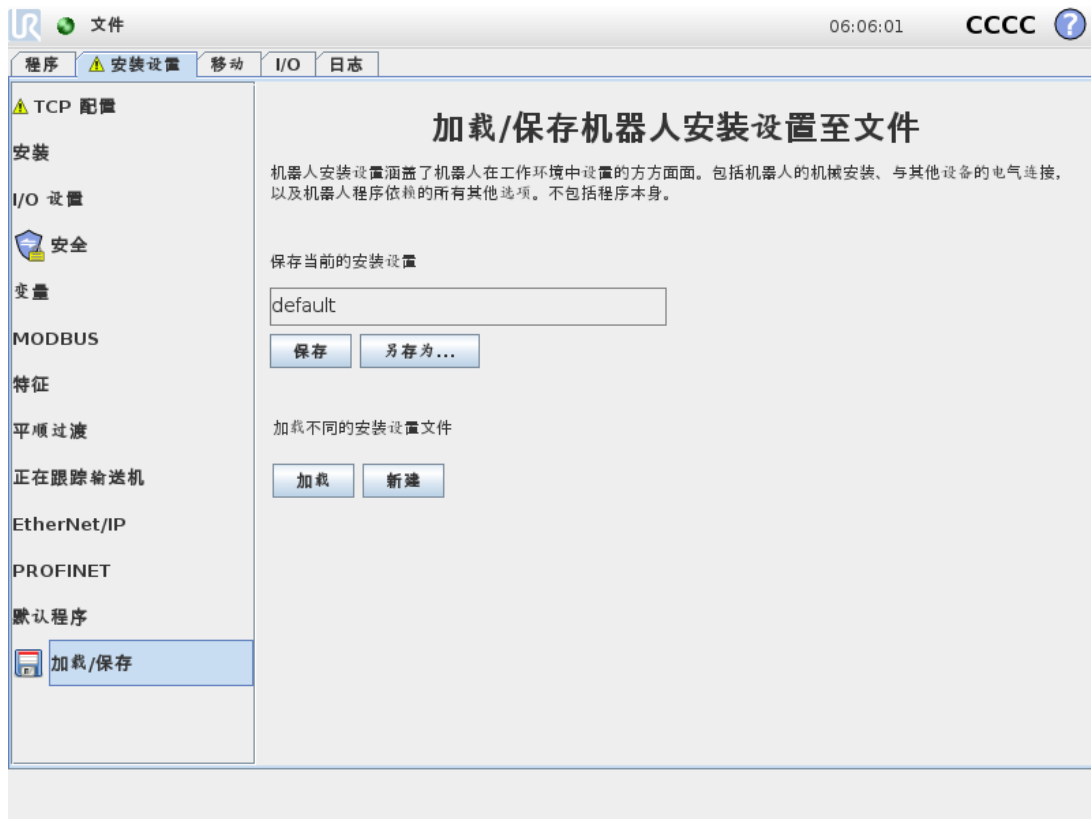 UR 文件 06:06:01 CCCC ?
程序 安装设置 移动 I/O 日志
TCP 配置
安装
I/O 设置
安全
变量
MODBUS
特征
平顺过渡
正在跟踪输送机
EtherNet/IP
PROFINET
默认程序
加载/保存
加载/保存机器人安装设置至文件
机器人安装设置涵盖了机器人在工作环境中设置的方方面面。包括机器人的机械安装、与其他设备的电气连接，
以及机器人程序依赖的所有其他选项。不包括程序本身。
保存当前的安装设置
default
保存 另存为...
加载不同的安装设置文件
加载 新建